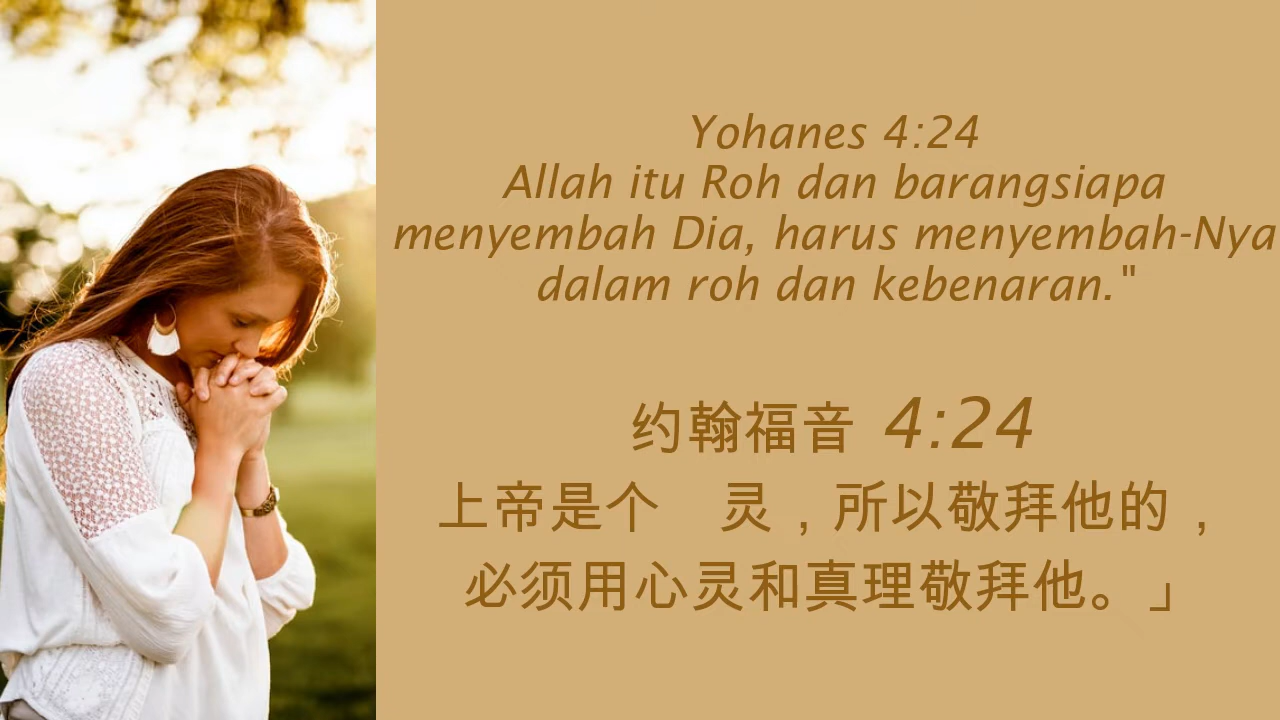 Yohanes 4:24
Allah itu Roh dan barangsiapa
menyembah Dia, harus menyembah-Nya
dalam roh dan kebenaran."
约翰福音 4:24
上帝是个　灵，所以敬拜他的，
必须用心灵和真理敬拜他。」